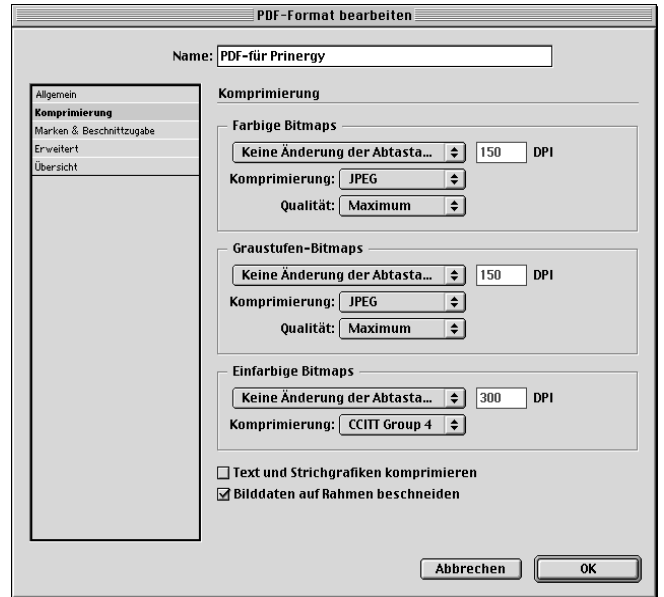 PDF-Format bearbeiten
Name: PDF-für Prinergy
Allgemein
Komprimierung
Marken & Beschnittzugabe
Erweitert
Übersicht
Komprimierung
Farbige Bitmaps
Keine Änderung der Abtasta... 150 DPI
Komprimierung: JPEG
Qualität: Maximum
Graustufen-Bitmaps
Keine Änderung der Abtasta... 150 DPI
Komprimierung: JPEG
Qualität: Maximum
Einfarbige Bitmaps
Keine Änderung der Abtasta... 300 DPI
Komprimierung: CCITT Group 4
Text und Strichgrafiken komprimieren
Bilddaten auf Rahmen beschneiden
Abbrechen OK